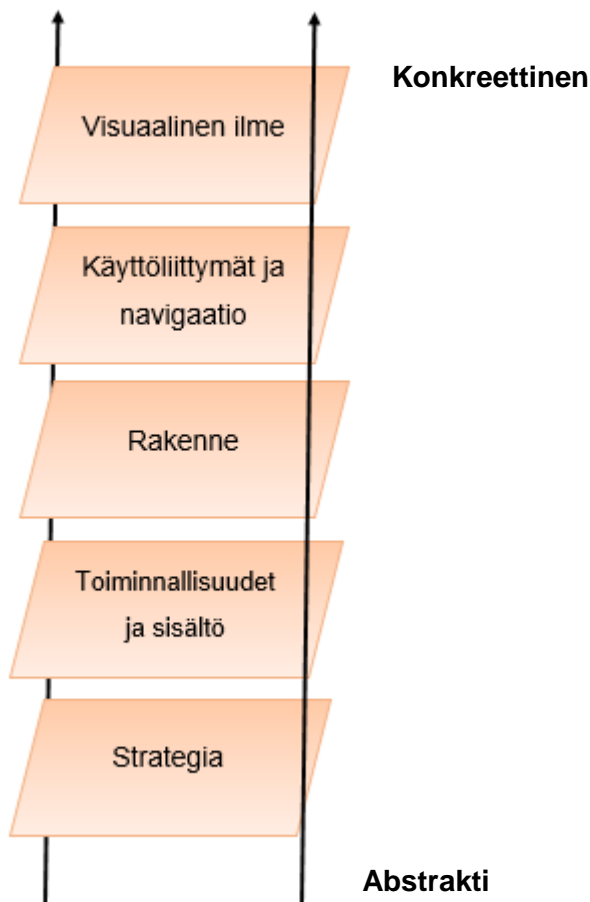 Konkreettinen
Visuaalinen ilme
Käyttöliittymät ja
navigaatio
Rakenne
Toiminnallisuudet
ja sisältö
Strategia
Abstrakti